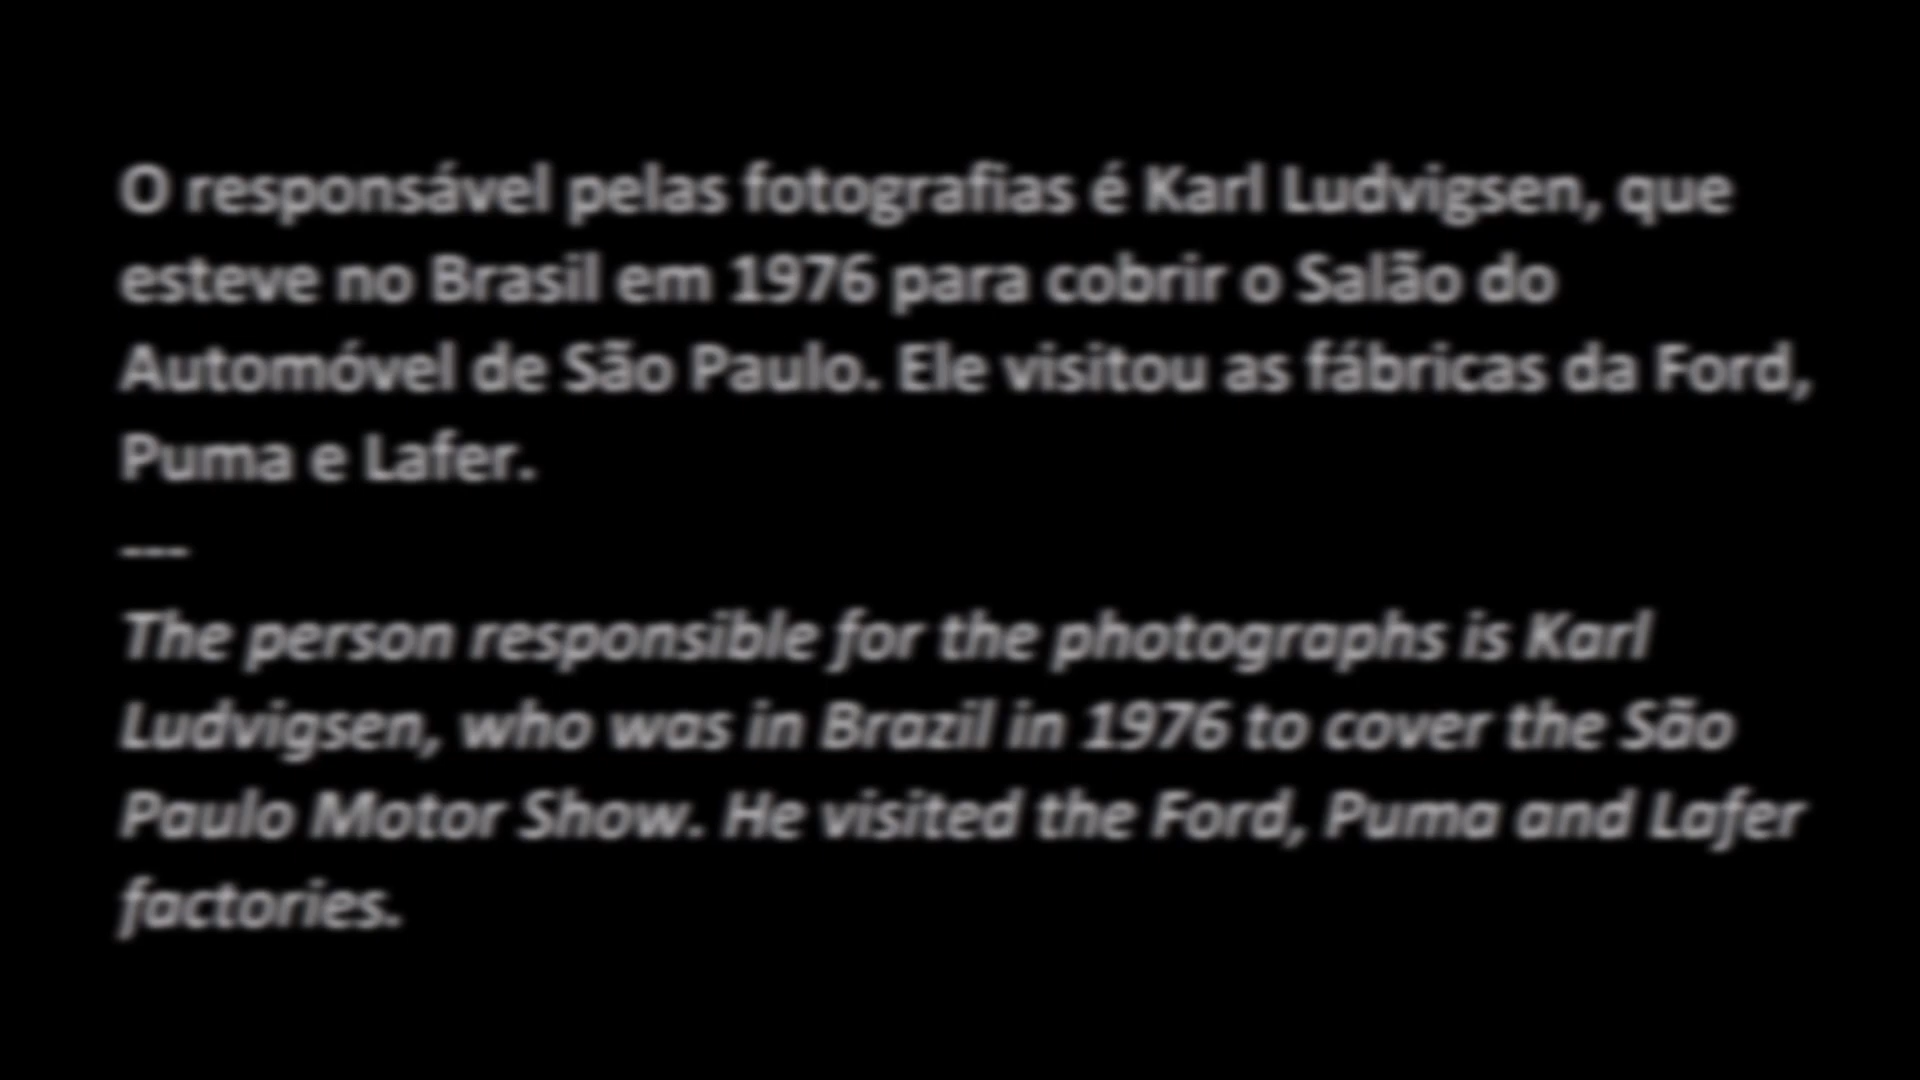 O responsável pelas fotografias é Karl Ludvigsen, que
esteve no Brasil em 1976 para cobrir o Salão do
Automóvel de São Paulo. Ele visitou as fábricas da Ford,
Puma e Lafer.
---
The person responsible for the photographs is Karl
Ludvigsen, who was in Brazil in 1976 to cover the São
Paulo Motor Show. He visited the Ford, Puma and Lafer
factories.